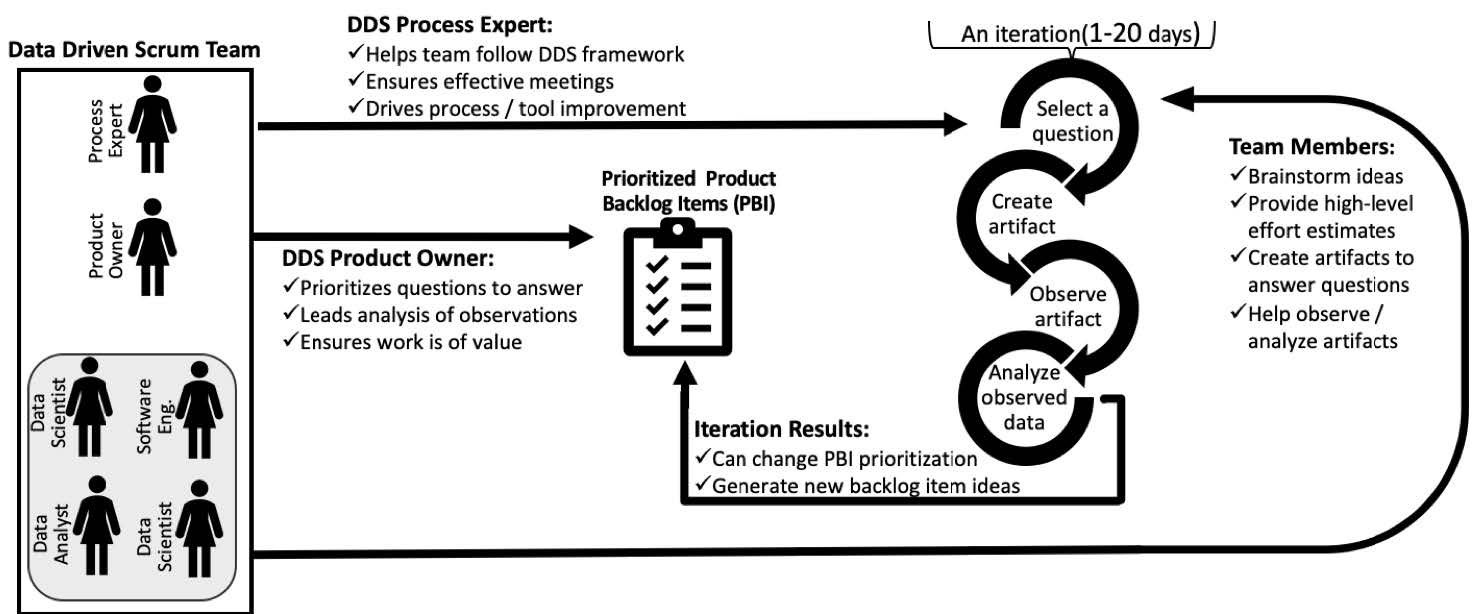 Data Driven Scrum Team
Process
Expert
Product
Owner
Data
Scientist
Software
Eng.
Data
Analyst
Data
Scientist
DDS Process Expert:
✓Helps team follow DDS framework
✓Ensures effective meetings
✓Drives process / tool improvement
DDS Product Owner:
✓Prioritizes questions to answer
✓Leads analysis of observations
✓Ensures work is of value
Prioritized Product
Backlog Items (PBI)
An iteration(1-20 days)
Select a
question
Create
artifact
Observe
artifact
Analyze
observed
data
Iteration Results:
✓Can change PBI prioritization
✓Generate new backlog item ideas
Team Members:
✓Brainstorm ideas
✓Provide high-level
effort estimates
✓Create artifacts to
answer questions
✓Help observe /
analyze artifacts